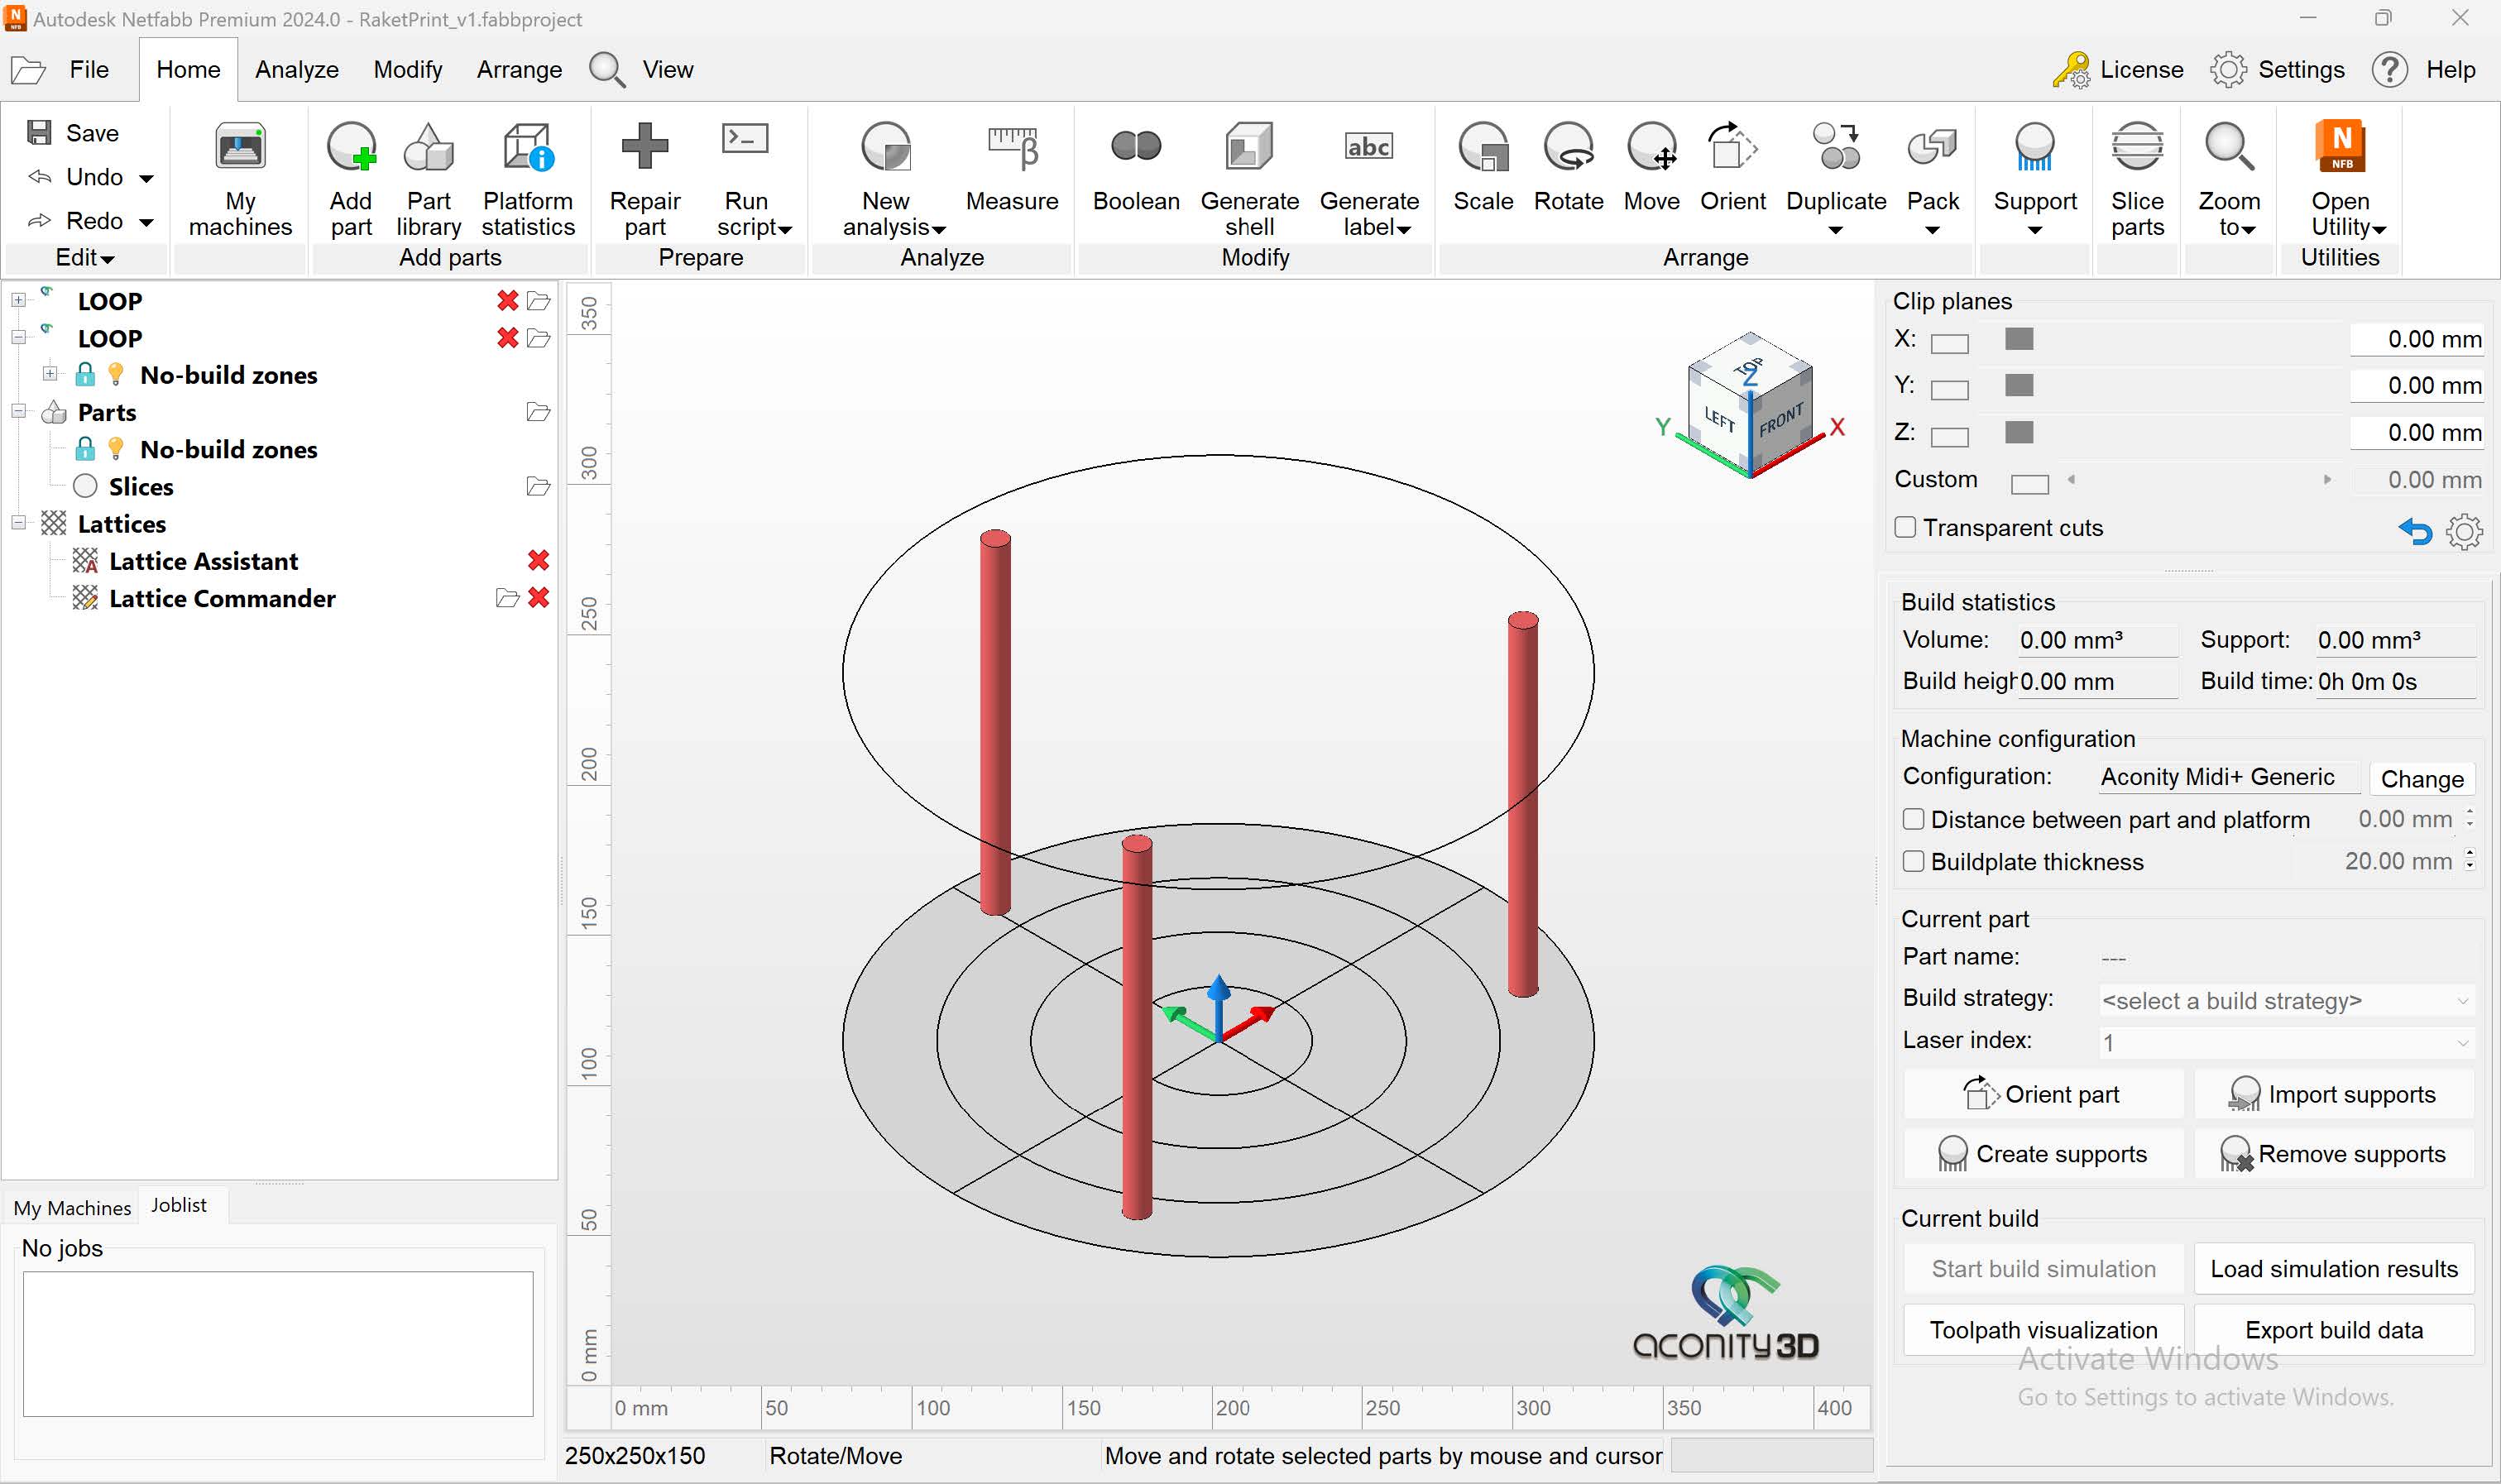 Autodesk Netfabb Premium 2024.0 - RaketPrint_v1.fabbproject
File Home Analyze Modify Arrange View License Settings Help
Save
Undo
Redo
Edit
My machines
Add part
Part library
Platform statistics
Add parts
Repair part
Run script
Prepare
New analysis
Measure
Analyze
Boolean
Generate shell
abc
Generate label
Modify
Scale
Rotate
Move
Orient
Duplicate
Pack
Arrange
Support
Slice parts
Zoom to
N
NFB
Open Utility
Utilities
LOOP
LOOP
No-build zones
Parts
No-build zones
Slices
Lattices
Lattice Assistant
Lattice Commander
My Machines Joblist
No jobs
350
300
250
200
150
100
50
0 mm
TOP
LEFT
FRONT
Z
Y
X
aconity3D
0 mm 50 100 150 200 250 300 350 400
250x250x150 Rotate/Move Move and rotate selected parts by mouse and cursor
Clip planes
X: 0.00 mm
Y: 0.00 mm
Z: 0.00 mm
Custom 0.00 mm
Transparent cuts
Build statistics
Volume: 0.00 mm³ Support: 0.00 mm³
Build heigh 0.00 mm Build time: 0h 0m 0s
Machine configuration
Configuration: Aconity Midi+ Generic Change
Distance between part and platform 0.00 mm
Buildplate thickness 20.00 mm
Current part
Part name: ---
Build strategy: <select a build strategy>
Laser index: 1
Orient part Import supports
Create supports Remove supports
Current build
Start build simulation Load simulation results
Toolpath visualization Export build data
Activate Windows
Go to Settings to activate Windows.